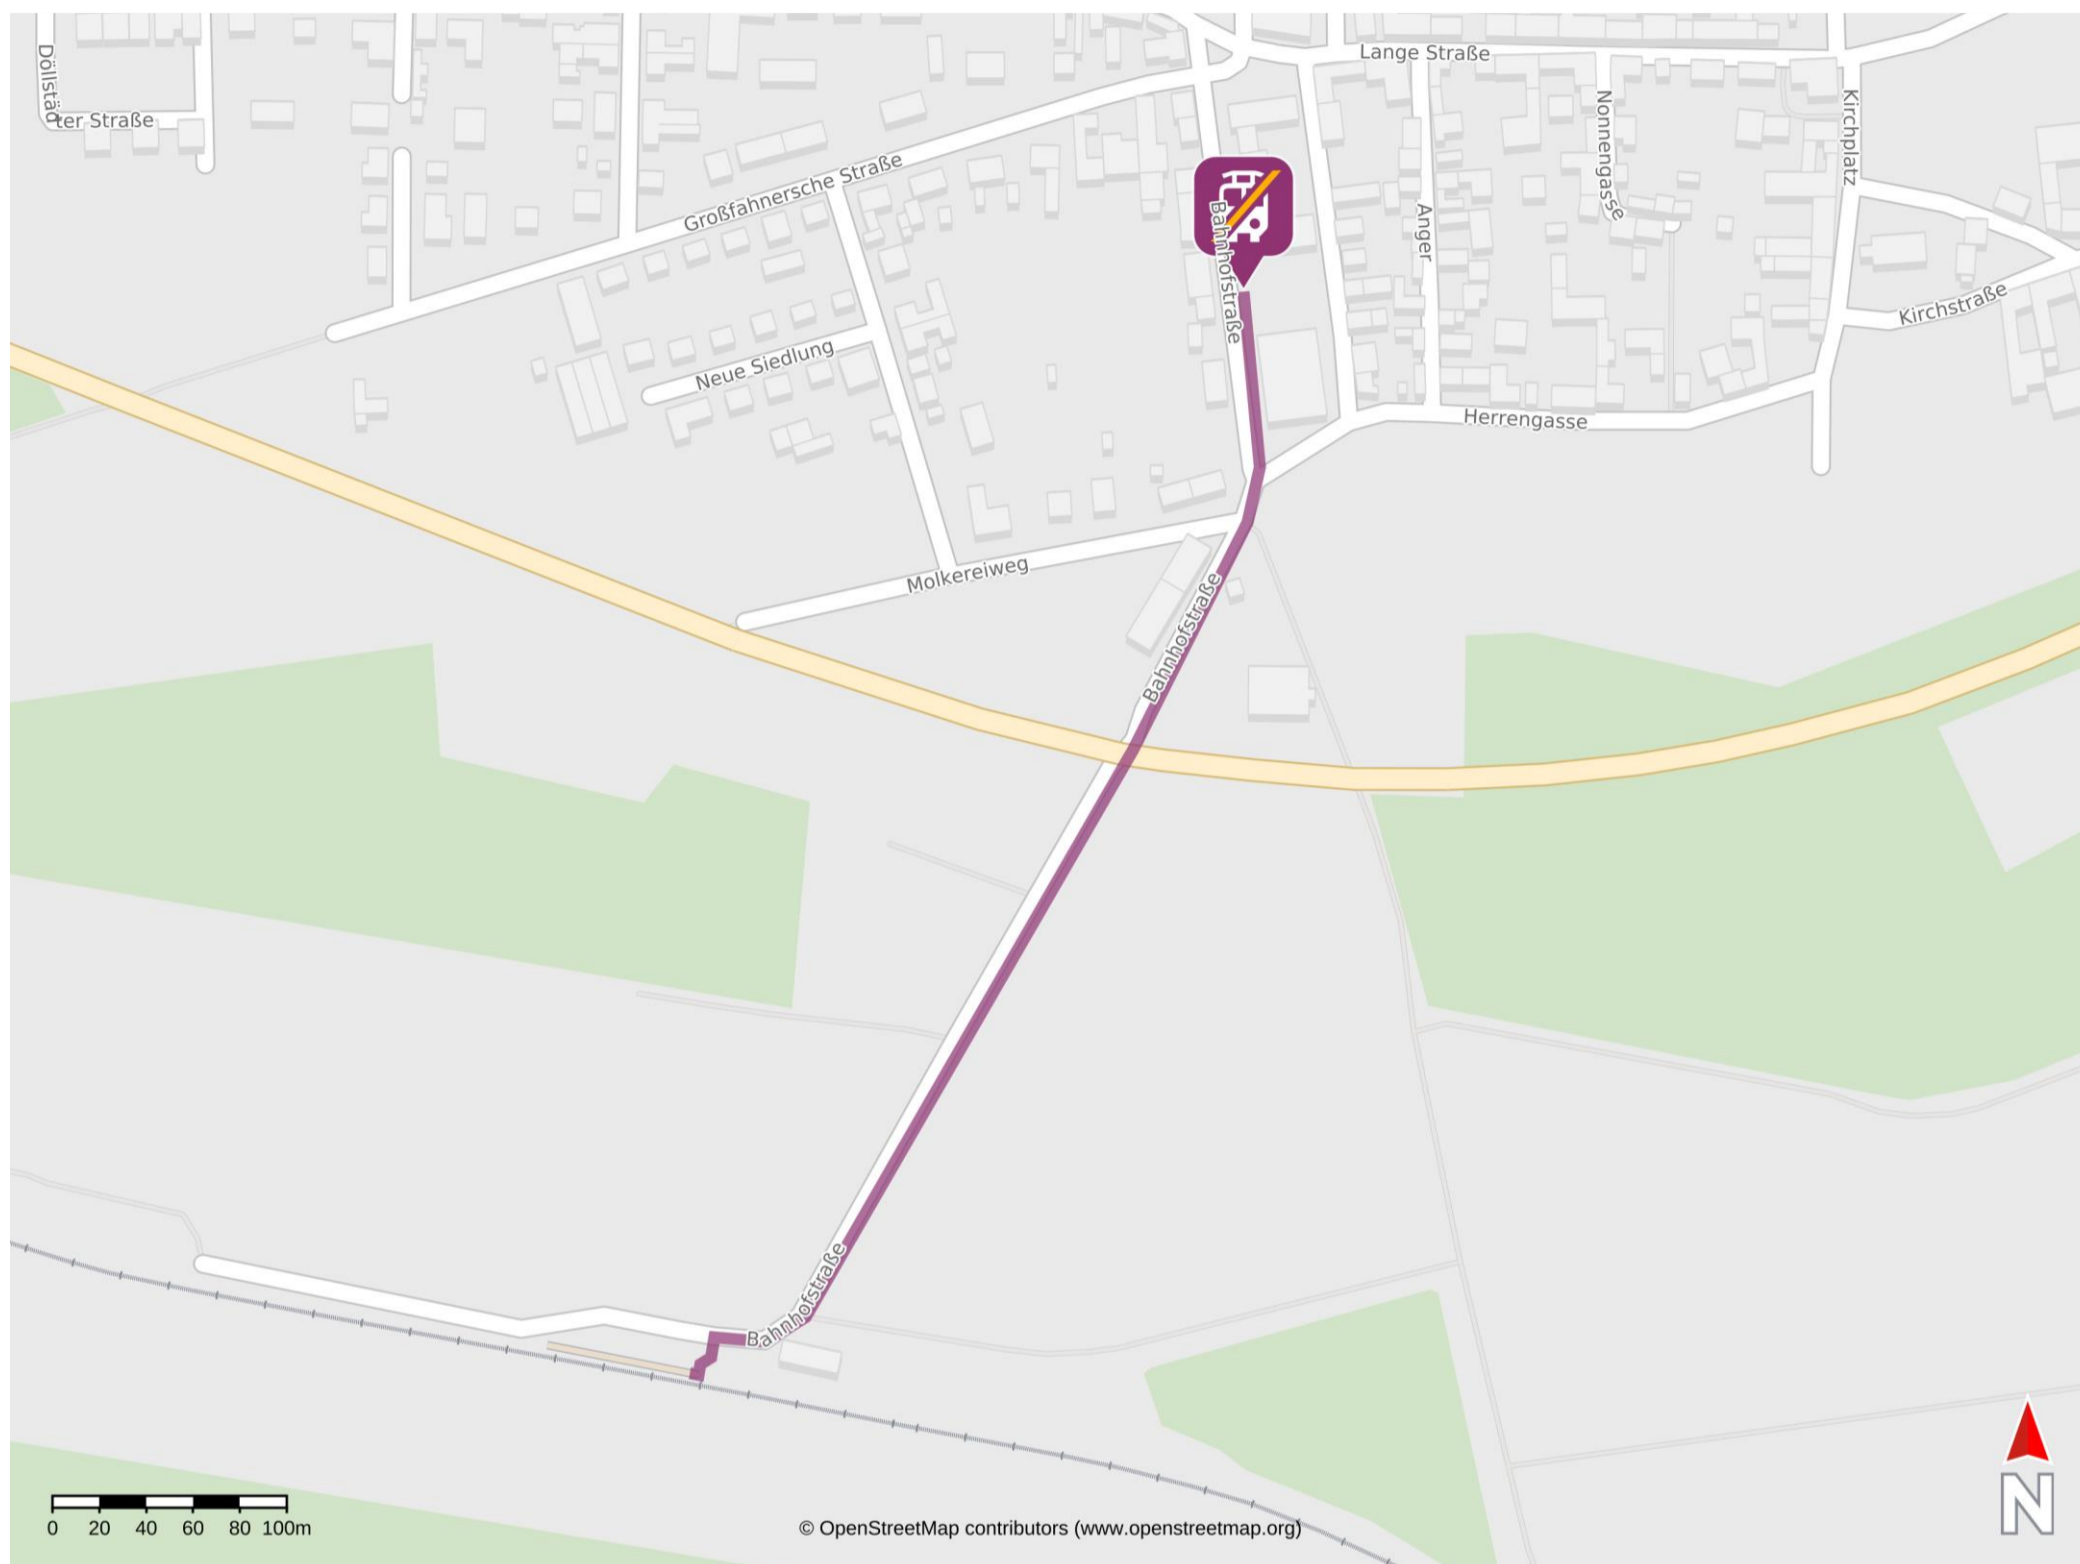 Lange Straße
Döllstäd
ter Straße
Nonnengasse
Kirchplatz
Großfahnersche Straße
Bahnhofstraße
Anger
Kirchstraße
Neue Siedlung
Herrengasse
Molkereiweg
Bahnhofstraße
Bahnhofstraße
N
0 20 40 60 80 100m
© OpenStreetMap contributors (www.openstreetmap.org)